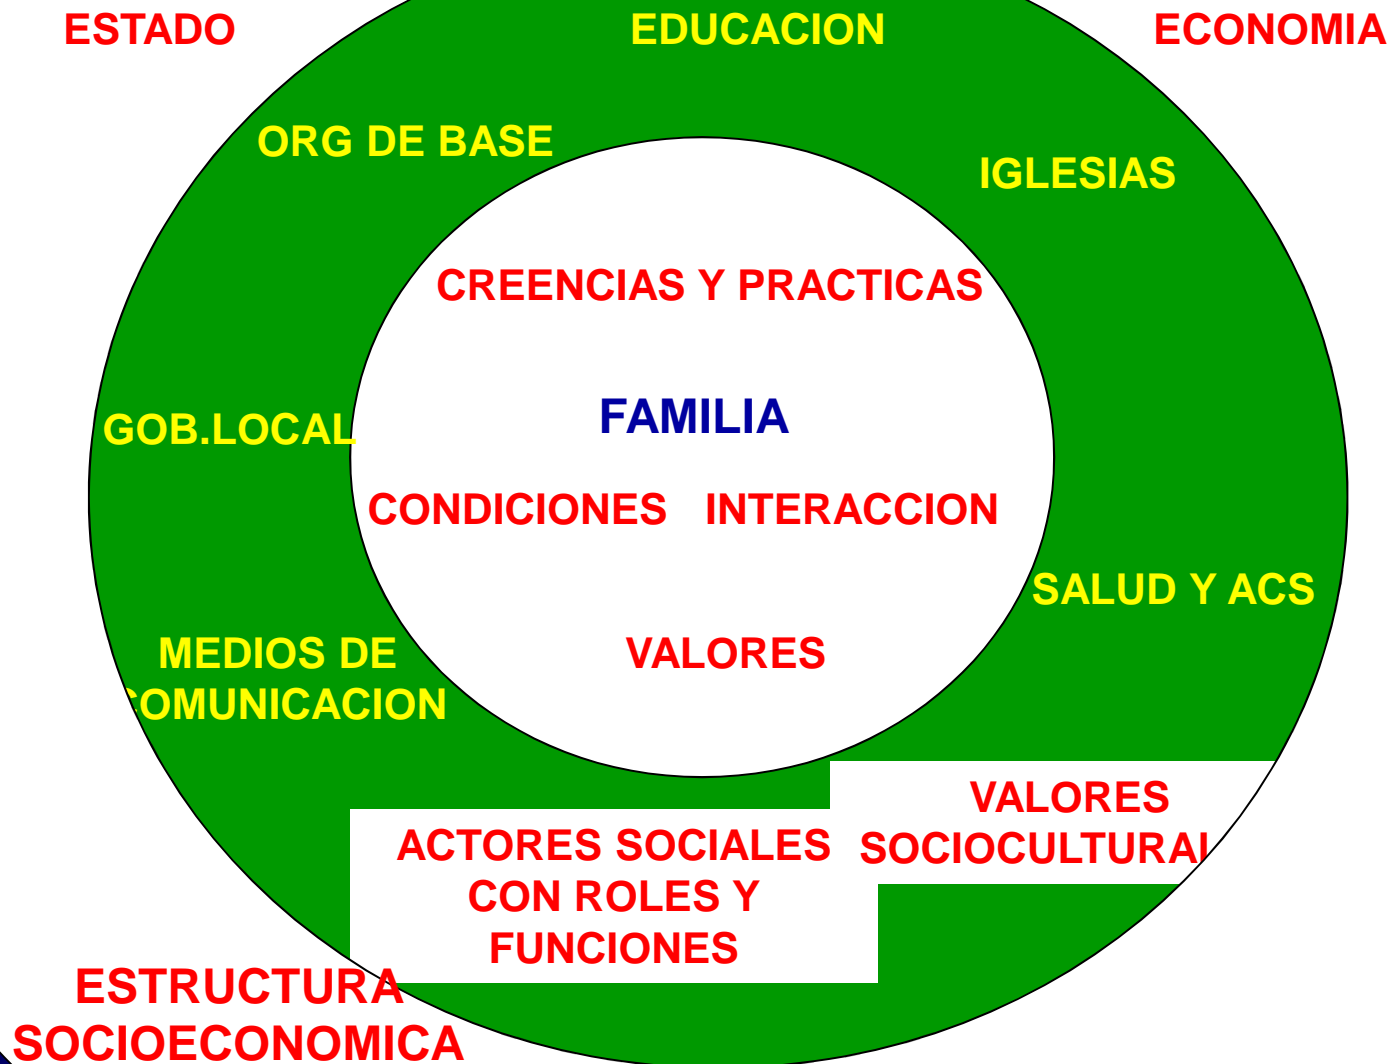 ESTADO
EDUCACION
ECONOMIA
ORG DE BASE
IGLESIAS
CREENCIAS Y PRACTICAS
FAMILIA
GOB.LOCAL
CONDICIONES INTERACCION
SALUD Y ACS
MEDIOS DE
COMUNICACION
VALORES
VALORES
SOCIOCULTURAL
ACTORES SOCIALES
CON ROLES Y
FUNCIONES
ESTRUCTURA
SOCIOECONOMICA